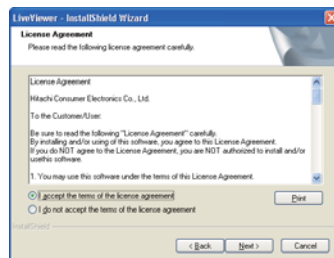 LiveViewer - InstallShield Wizard
License Agreement
Please read the following license agreement carefully.
License Agreement
Hitachi Consumer Electronics Co., Ltd.
To the Customer/User:
Be sure to read the following "License Agreement" carefully.
By installing and/or using of this software, you agree to this License Agreement.
If you do NOT agree to the License Agreement, you are NOT authorized to install and/or
usethis software.
1. You may use this software under the terms of this License Agreement.
I accept the terms of the license agreement
I do not accept the terms of the license agreement
Print
InstallShield
< Back
Next >
Cancel